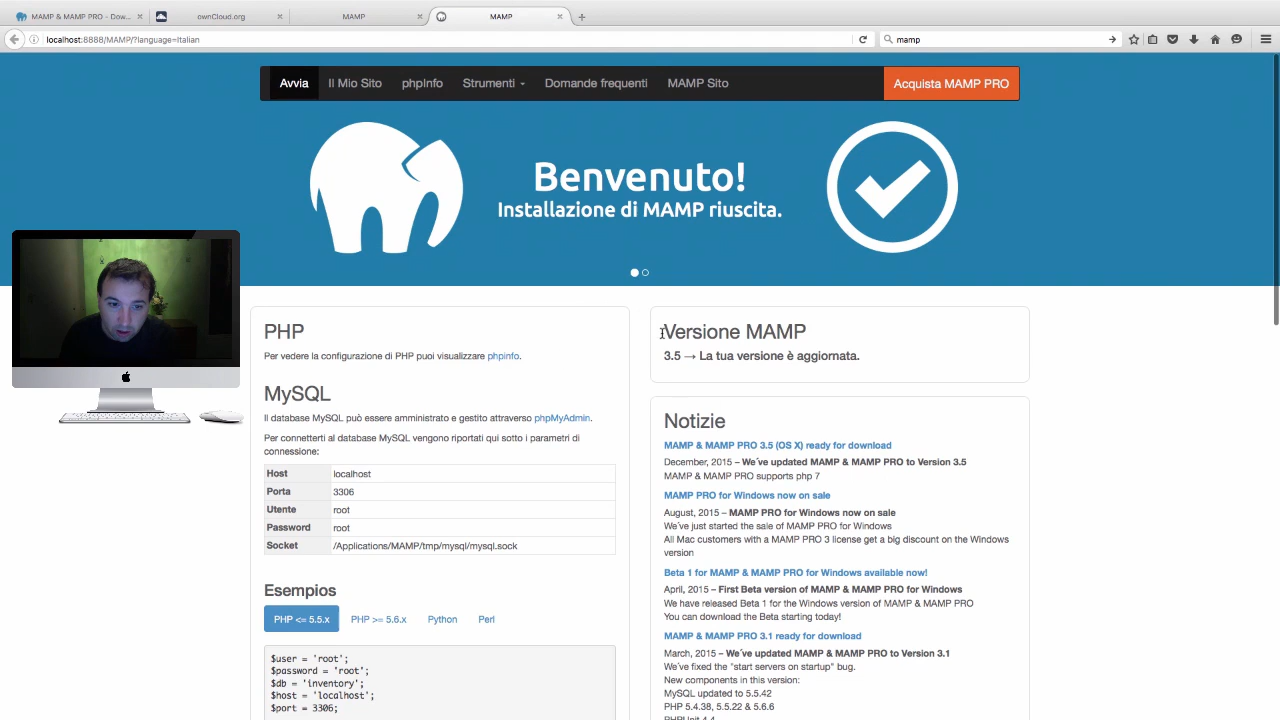 MAMP & MAMP PRO - Dow...
ownCloud.org
MAMP
MAMP
localhost:8888/MAMP/?language=Italian
mamp
Avvia
Il Mio Sito
phpInfo
Strumenti
Domande frequenti
MAMP Sito
Acquista MAMP PRO
Benvenuto!
Installazione di MAMP riuscita.
PHP
Per vedere la configurazione di PHP puoi visualizzare phpinfo.
MySQL
Il database MySQL può essere amministrato e gestito attraverso phpMyAdmin.
Per connetterti al database MySQL vengono riportati qui sotto i parametri di
connessione:
Host localhost
Porta 3306
Utente root
Password root
Socket /Applications/MAMP/tmp/mysql/mysql.sock
Esempios
PHP <= 5.5.x
PHP >= 5.6.x
Python
Perl
$user = 'root';
$password = 'root';
$db = 'inventory';
$host = 'localhost';
$port = 3306;
Versione MAMP
3.5 → La tua versione è aggiornata.
Notizie
MAMP & MAMP PRO 3.5 (OS X) ready for download
December, 2015 – We´ve updated MAMP & MAMP PRO to Version 3.5
MAMP & MAMP PRO supports php 7
MAMP PRO for Windows now on sale
August, 2015 – MAMP PRO for Windows now on sale
We´ve just started the sale of MAMP PRO for Windows
All Mac customers with a MAMP PRO 3 license get a big discount on the Windows
version
Beta 1 for MAMP & MAMP PRO for Windows available now!
April, 2015 – First Beta version of MAMP & MAMP PRO for Windows
We have released Beta 1 for the Windows version of MAMP & MAMP PRO
You can download the Beta starting today!
MAMP & MAMP PRO 3.1 ready for download
March, 2015 – We´ve updated MAMP & MAMP PRO to Version 3.1
We´ve fixed the "start servers on startup" bug.
New components in this version:
MySQL updated to 5.5.42
PHP 5.4.38, 5.5.22 & 5.6.6
PHPUnit 4.4